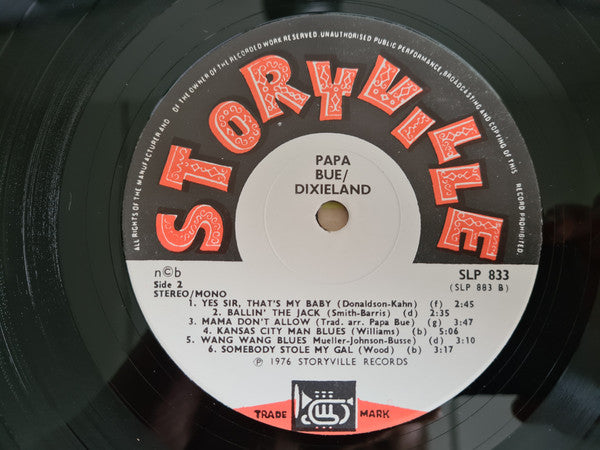 ALL RIGHTS OF THE MANUFACTURER AND OF THE OWNER OF THE RECORDED WORK RESERVED UNAUTHORISED PUBLIC PERFORMANCE, BROADCASTING AND COPYING OF THIS RECORD PROHIBITED
STORYVILLE
PAPA
BUE/
DIXIELAND
n©b
SLP 833
Side 2
(SLP 883 B)
STEREO/MONO
1. YES SIR, THAT'S MY BABY (Donaldson-Kahn) (f) 2:45
2. BALLIN' THE JACK (Smith-Barris) (d) 2:35
3. MAMA DON'T ALLOW (Trad. arr. Papa Bue) (g) 3:47
4. KANSAS CITY MAN BLUES (Williams) (b) 5:06
5. WANG WANG BLUES Mueller-Johnson-Busse) (d) 3:10
6. SOMEBODY STOLE MY GAL (Wood) (b) 3:17
℗ 1976 STORYVILLE RECORDS
TRADE MARK